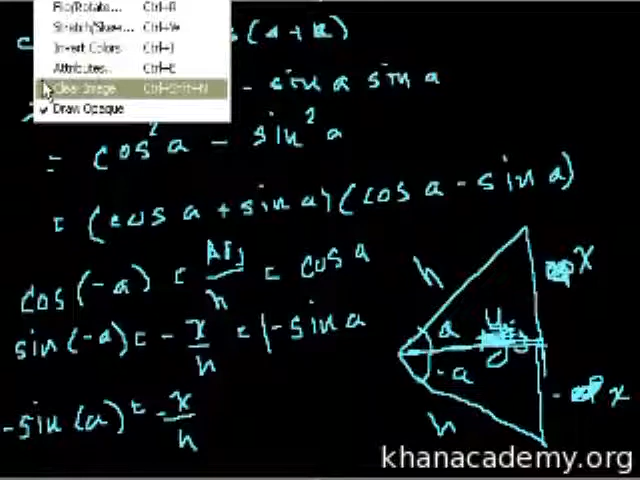 Flip/Rotate... Ctrl+R
Stretch/Skew... Ctrl+W
Invert Colors Ctrl+I
Attributes... Ctrl+E
Clear Image Ctrl+Shift+N
Draw Opaque
- sin a sin a
= cos² a - sin² a
= (cos a + sin a)(cos a - sin a)
cos(-a) = ADJ/h = cos a
sin(-a) = -x/h = -sin a
-sin(a) = -x/h
h
x
a
y
-a
- x
h
khanacademy.org